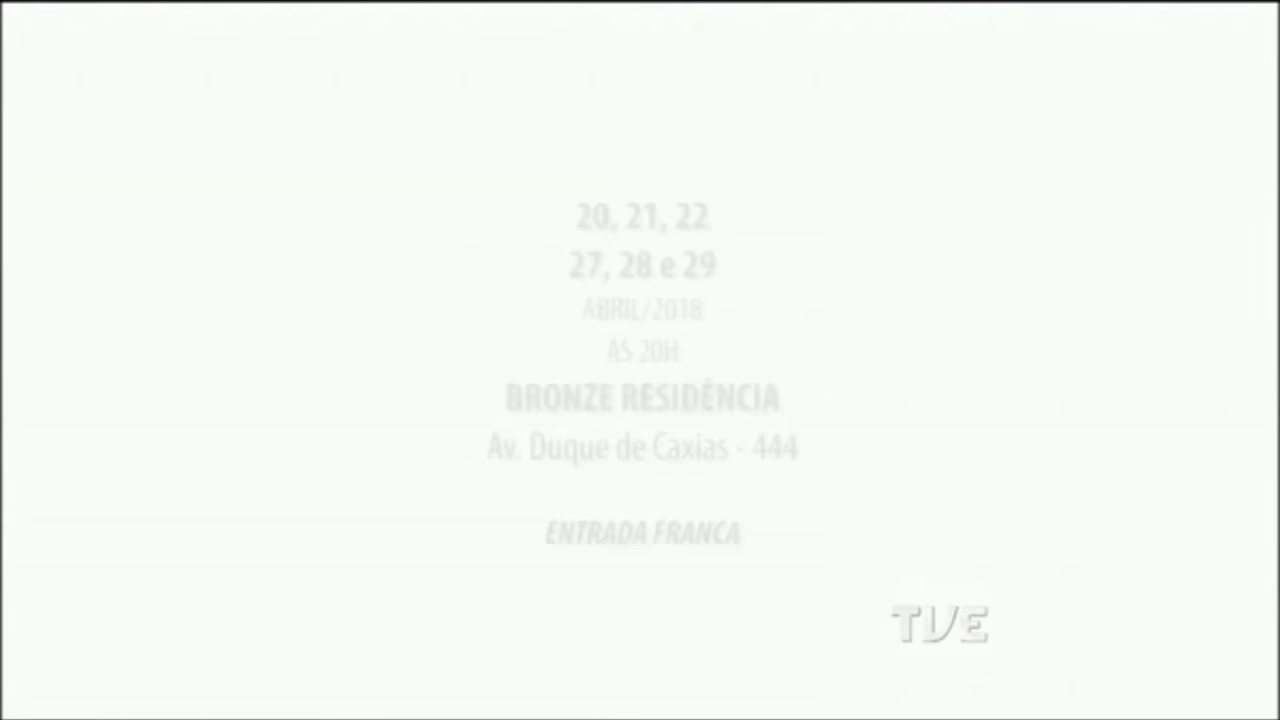 20, 21, 22
27, 28 e 29
ABRIL/2018
ÀS 20H
BRONZE RESIDÊNCIA
Av. Duque de Caxias - 444
ENTRADA FRANCA
TVE